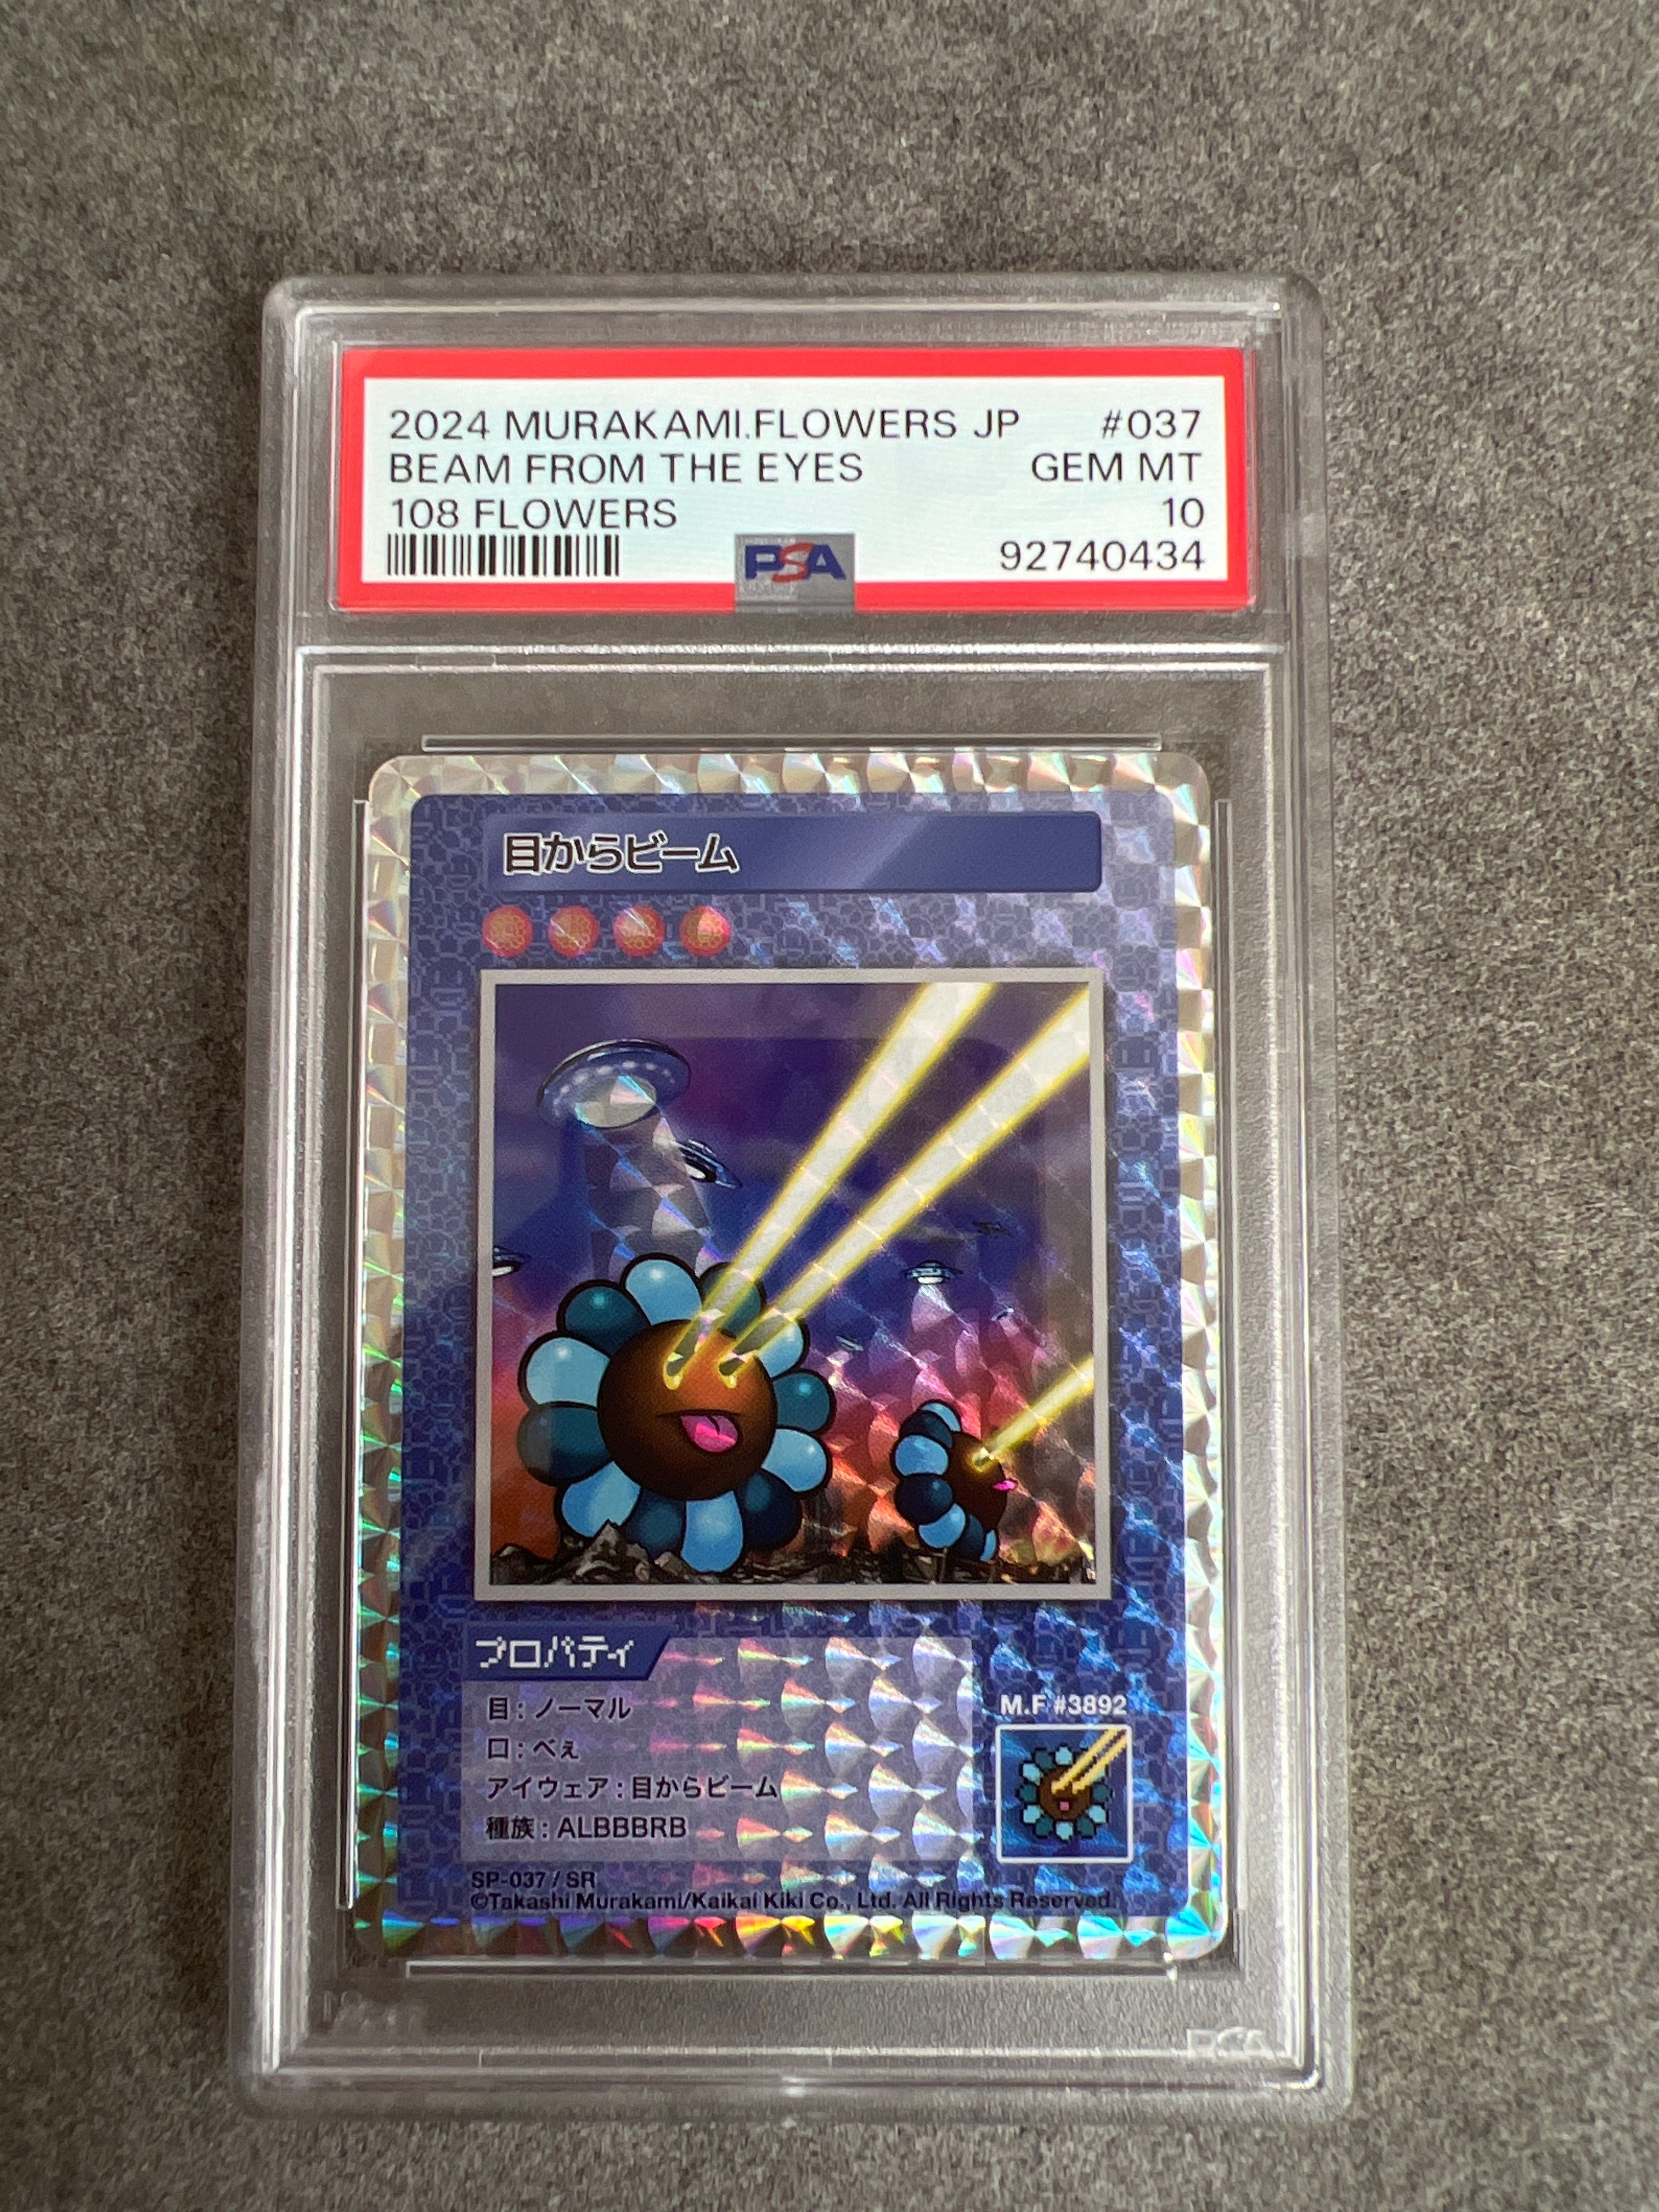 2024 MURAKAMI.FLOWERS JP #037
BEAM FROM THE EYES GEM MT
108 FLOWERS 10
PSA 92740434
目からビーム
プロパティ
目:ノーマル
口:べぇ
アイウェア:目からビーム
種族:ALBBBRB
M.F #3892
SP-037 / SR
©Takashi Murakami/Kaikai Kiki Co., Ltd. All Rights Reserved.
PSA